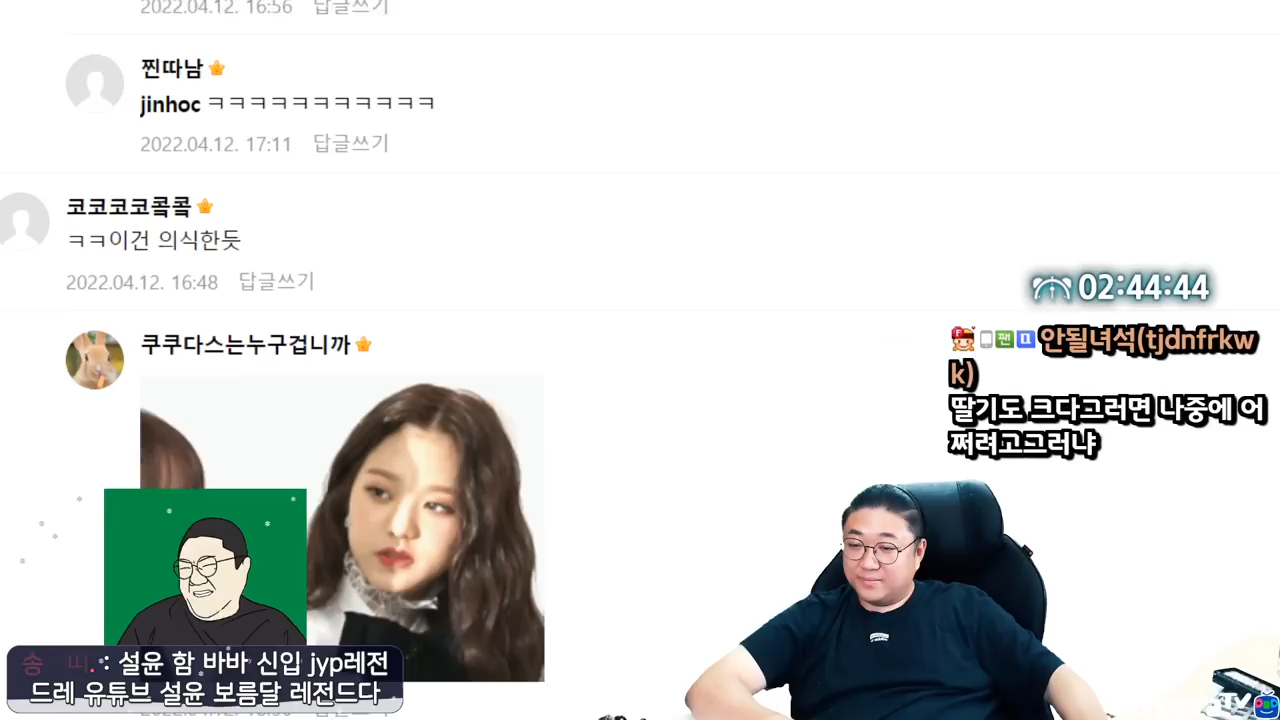 2022.04.12. 16:56 답글쓰기
찐따남
jinhoc ㅋㅋㅋㅋㅋㅋㅋㅋㅋㅋㅋ
2022.04.12. 17:11 답글쓰기
코코코코콬콬
ㅋㅋ이건 의식한듯
2022.04.12. 16:48 답글쓰기
쿠쿠다스는누구겁니까
02:44:44
안될녀석(tjdnfrkw
k)
딸기도 크다그러면 나중에 어
쩌려고그러냐
: 설윤 함 바바 신입 jyp레전
드레 유튜브 설윤 보름달 레전드다
TV